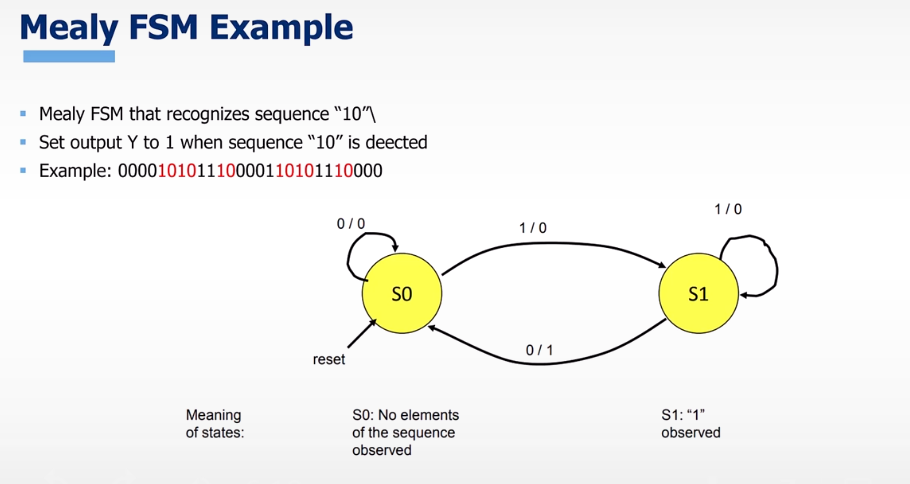 Mealy FSM Example
Mealy FSM that recognizes sequence “10”\
Set output Y to 1 when sequence “10” is deected
Example: 0000101011100001101011​10000
0 / 0
1 / 0
1 / 0
S0
S1
0 / 1
reset
Meaning
of states:
S0: No elements
of the sequence
observed
S1: “1”
observed